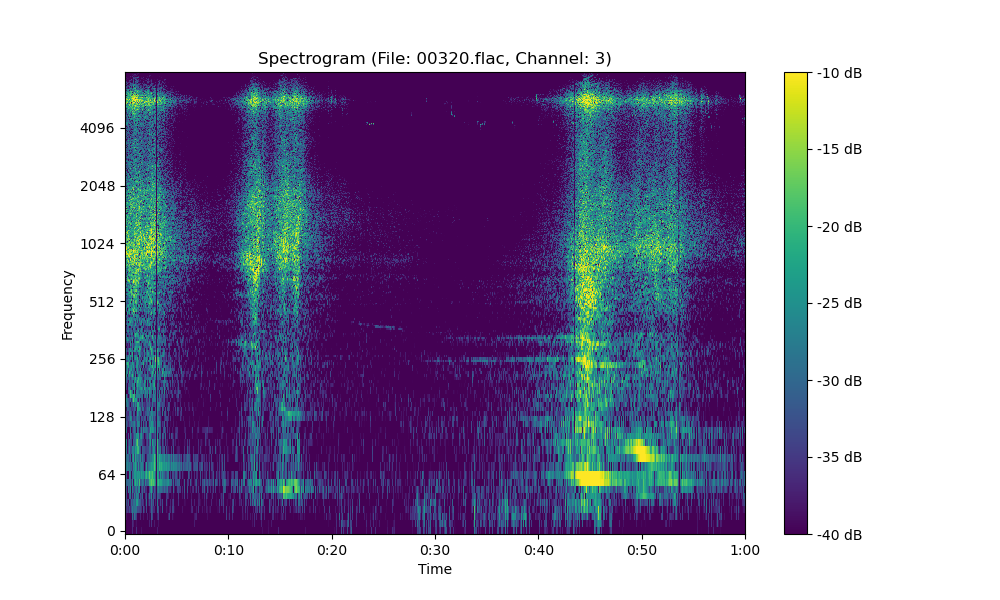 Spectrogram (File: 00320.flac, Channel: 3)
-10 dB
4096
-15 dB
2048
-20 dB
1024
Frequency
512
-25 dB
256
-30 dB
128
-35 dB
64
0
-40 dB
0:00 0:10 0:20 0:30 0:40 0:50 1:00
Time